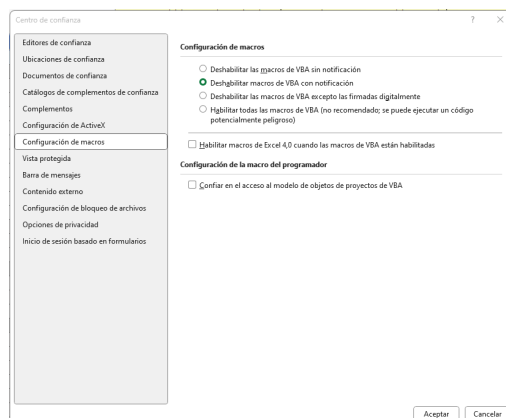 Centro de confianza
?
Editores de confianza
Ubicaciones de confianza
Documentos de confianza
Catálogos de complementos de confianza
Complementos
Configuración de ActiveX
Configuración de macros
Vista protegida
Barra de mensajes
Contenido externo
Configuración de bloqueo de archivos
Opciones de privacidad
Inicio de sesión basado en formularios
Configuración de macros
Deshabilitar las macros de VBA sin notificación
Deshabilitar macros de VBA con notificación
Deshabilitar las macros de VBA excepto las firmadas digitalmente
Habilitar todas las macros de VBA (no recomendado; se puede ejecutar un código
potencialmente peligroso)
Habilitar macros de Excel 4,0 cuando las macros de VBA están habilitadas
Configuración de la macro del programador
Confiar en el acceso al modelo de objetos de proyectos de VBA
Aceptar
Cancelar